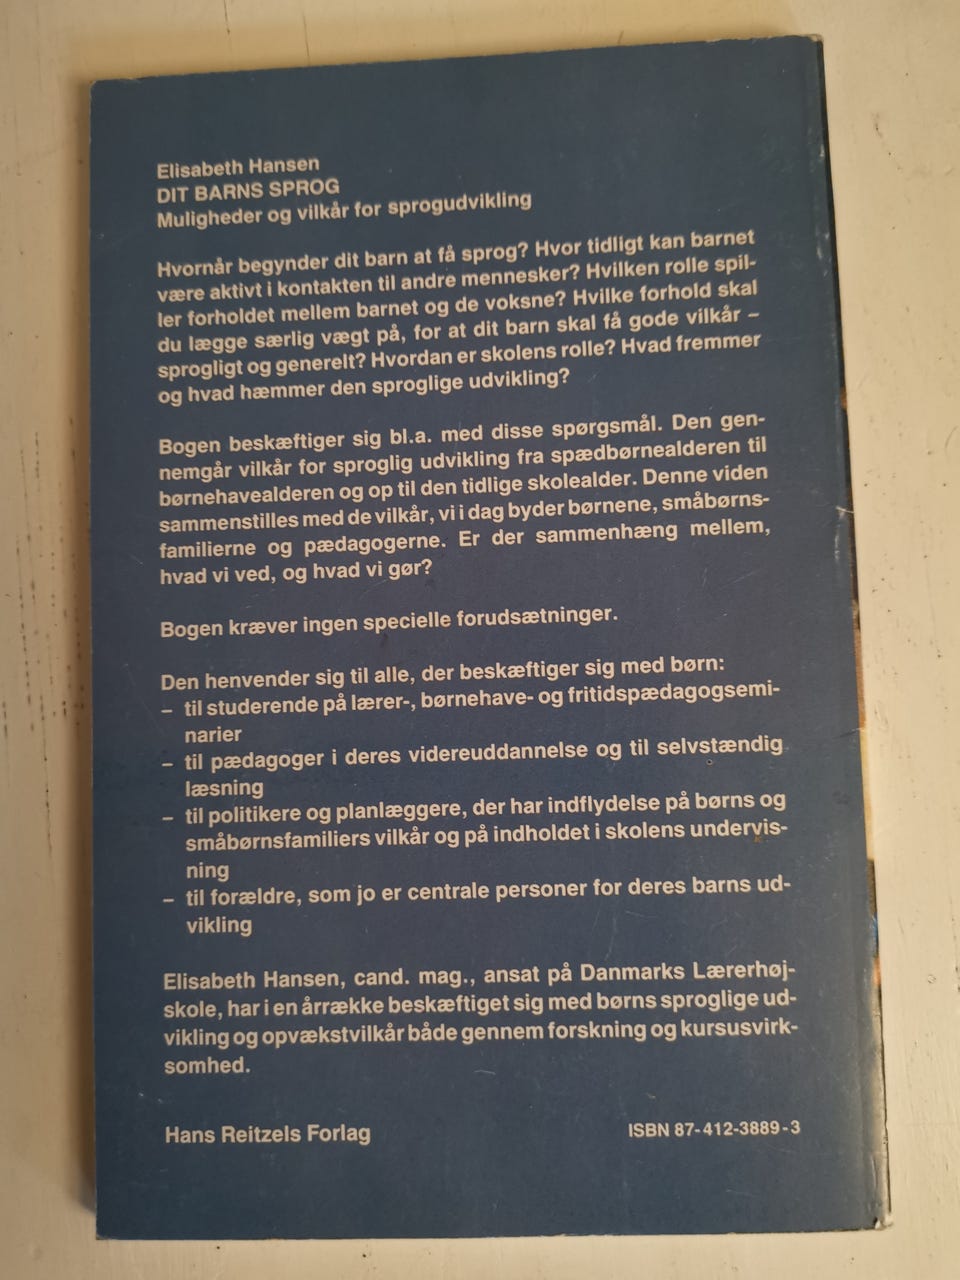 Elisabeth Hansen
DIT BARNS SPROG
Muligheder og vilkår for sprogudvikling
Hvornår begynder dit barn at få sprog? Hvor tidligt kan barnet
være aktivt i kontakten til andre mennesker? Hvilken rolle spil-
ler forholdet mellem barnet og de voksne? Hvilke forhold skal
du lægge særlig vægt på, for at dit barn skal få gode vilkår –
sprogligt og generelt? Hvordan er skolens rolle? Hvad fremmer
og hvad hæmmer den sproglige udvikling?
Bogen beskæftiger sig bl.a. med disse spørgsmål. Den gen-
nemgår vilkår for sproglig udvikling fra spædbørnealderen til
børnehavealderen og op til den tidlige skolealder. Denne viden
sammenstilles med de vilkår, vi i dag byder børnene, småbørns-
familierne og pædagogerne. Er der sammenhæng mellem,
hvad vi ved, og hvad vi gør?
Bogen kræver ingen specielle forudsætninger.
Den henvender sig til alle, der beskæftiger sig med børn:
– til studerende på lærer-, børnehave- og fritidspædagogsemi-
narier
– til pædagoger i deres videreuddannelse og til selvstændig
læsning
– til politikere og planlæggere, der har indflydelse på børns og
småbørnsfamiliers vilkår og på indholdet i skolens undervis-
ning
– til forældre, som jo er centrale personer for deres barns ud-
vikling
Elisabeth Hansen, cand. mag., ansat på Danmarks Lærerhøj-
skole, har i en årrække beskæftiget sig med børns sproglige ud-
vikling og opvækstvilkår både gennem forskning og kursusvirk-
somhed.
Hans Reitzels Forlag
ISBN 87-412-3889-3